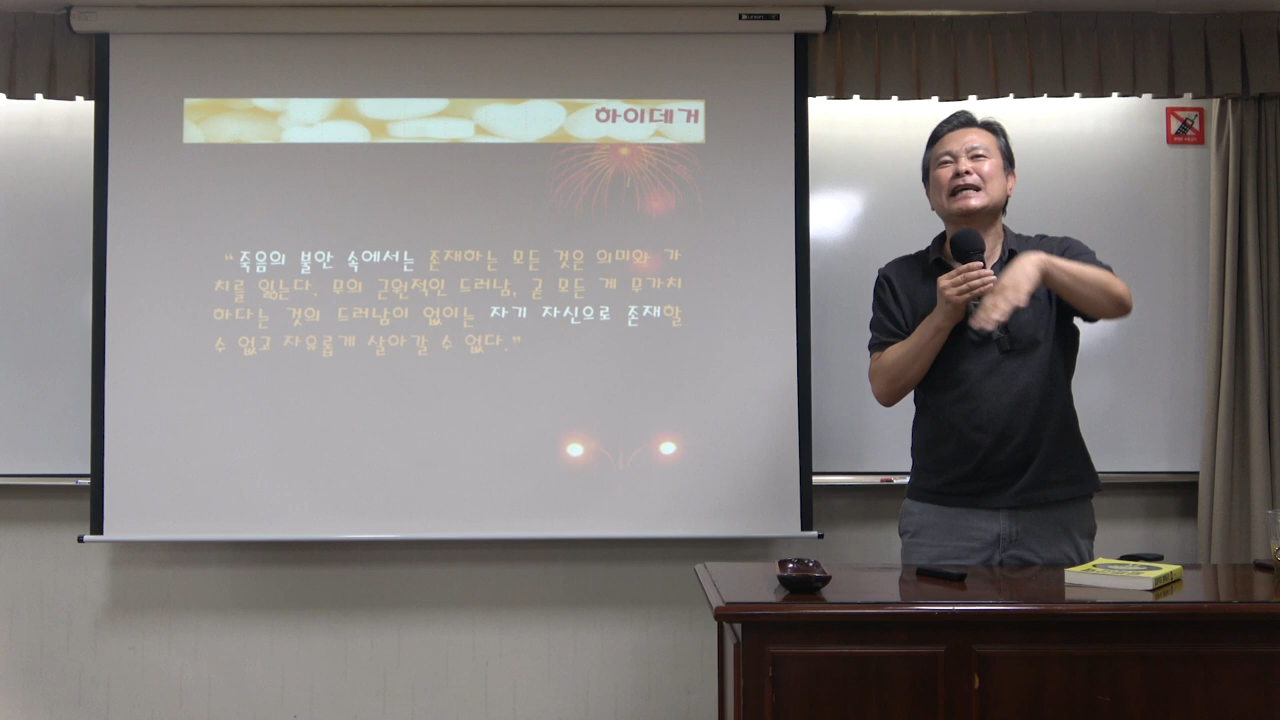 하이데거
“죽음의 불안 속에서는 존재하는 모든 것은 의미와 가
치를 잃는다. 무의 근원적인 드러남, 곧 모든 게 무가치
하다는 것의 드러남이 없이는 자기 자신으로 존재할
수 없고 자유롭게 살아갈 수 없다.”